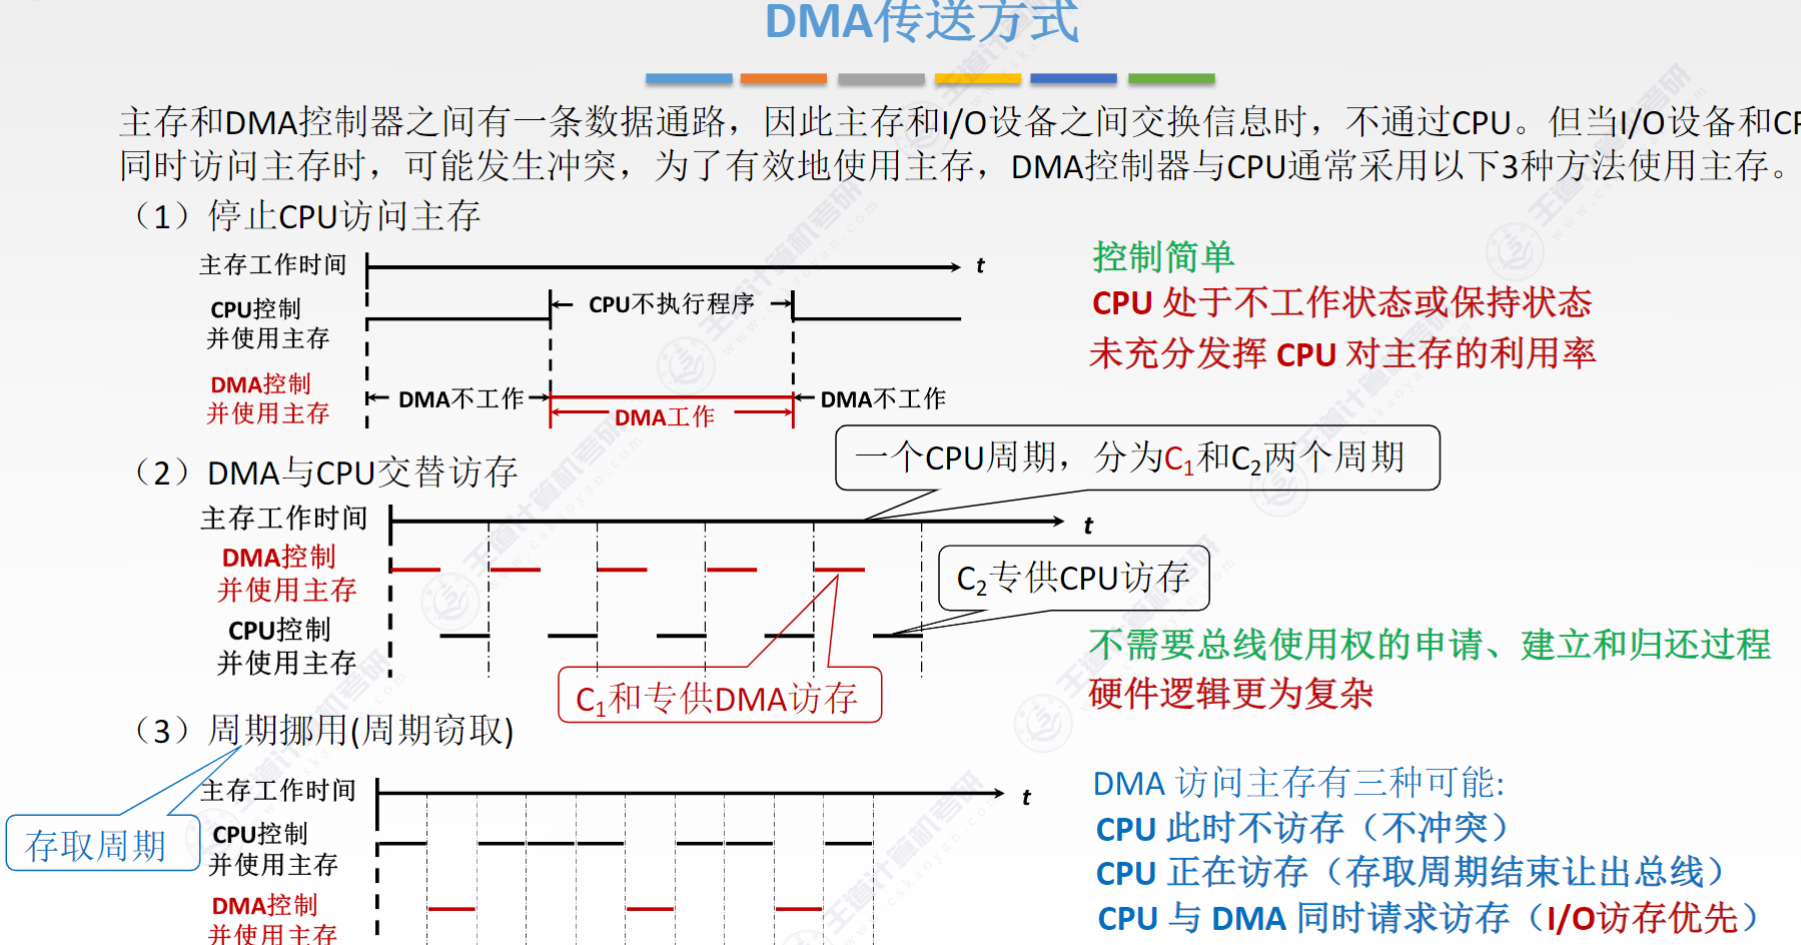 DMA传送方式
主存和DMA控制器之间有一条数据通路，因此主存和I/O设备之间交换信息时，不通过CPU。但当I/O设备和CP
同时访问主存时，可能发生冲突，为了有效地使用主存，DMA控制器与CPU通常采用以下3种方法使用主存。
（1）停止CPU访问主存
主存工作时间
t
CPU控制
并使用主存
CPU不执行程序
DMA控制
并使用主存
DMA不工作
DMA工作
DMA不工作
控制简单
CPU 处于不工作状态或保持状态
未充分发挥 CPU 对主存的利用率
（2）DMA与CPU交替访存
一个CPU周期，分为C₁和C₂两个周期
主存工作时间
t
DMA控制
并使用主存
C₂专供CPU访存
CPU控制
并使用主存
C₁和专供DMA访存
不需要总线使用权的申请、建立和归还过程
硬件逻辑更为复杂
（3）周期挪用(周期窃取)
存取周期
主存工作时间
t
CPU控制
并使用主存
DMA控制
并使用主存
DMA 访问主存有三种可能:
CPU 此时不访存（不冲突）
CPU 正在访存（存取周期结束让出总线）
CPU 与 DMA 同时请求访存（I/O访存优先）
王道计算机考研
www.cskaoyan.com